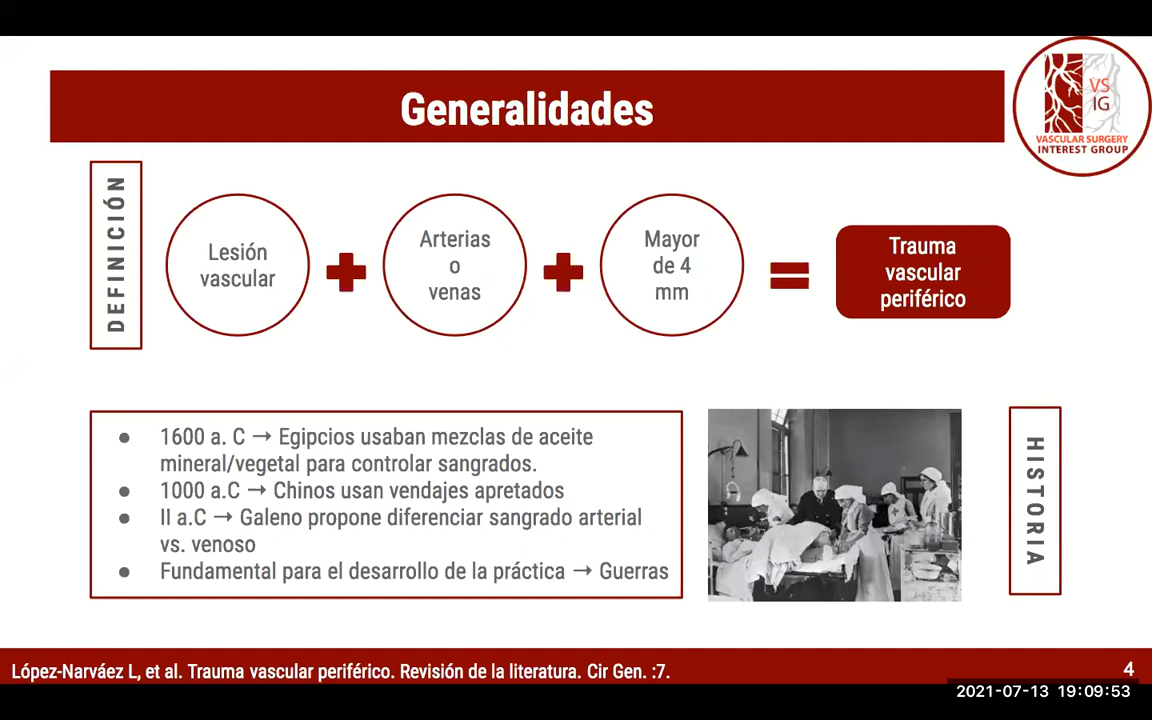 Generalidades
VS
IG
VASCULAR SURGERY
INTEREST GROUP
DEFINICIÓN
Lesión
vascular
Arterias
o
venas
Mayor
de 4
mm
Trauma
vascular
periférico
● 1600 a. C → Egipcios usaban mezclas de aceite
mineral/vegetal para controlar sangrados.
● 1000 a.C → Chinos usan vendajes apretados
● II a.C → Galeno propone diferenciar sangrado arterial
vs. venoso
● Fundamental para el desarrollo de la práctica → Guerras
HISTORIA
López-Narváez L, et al. Trauma vascular periférico. Revisión de la literatura. Cir Gen. :7.
4
2021-07-13 19:09:53